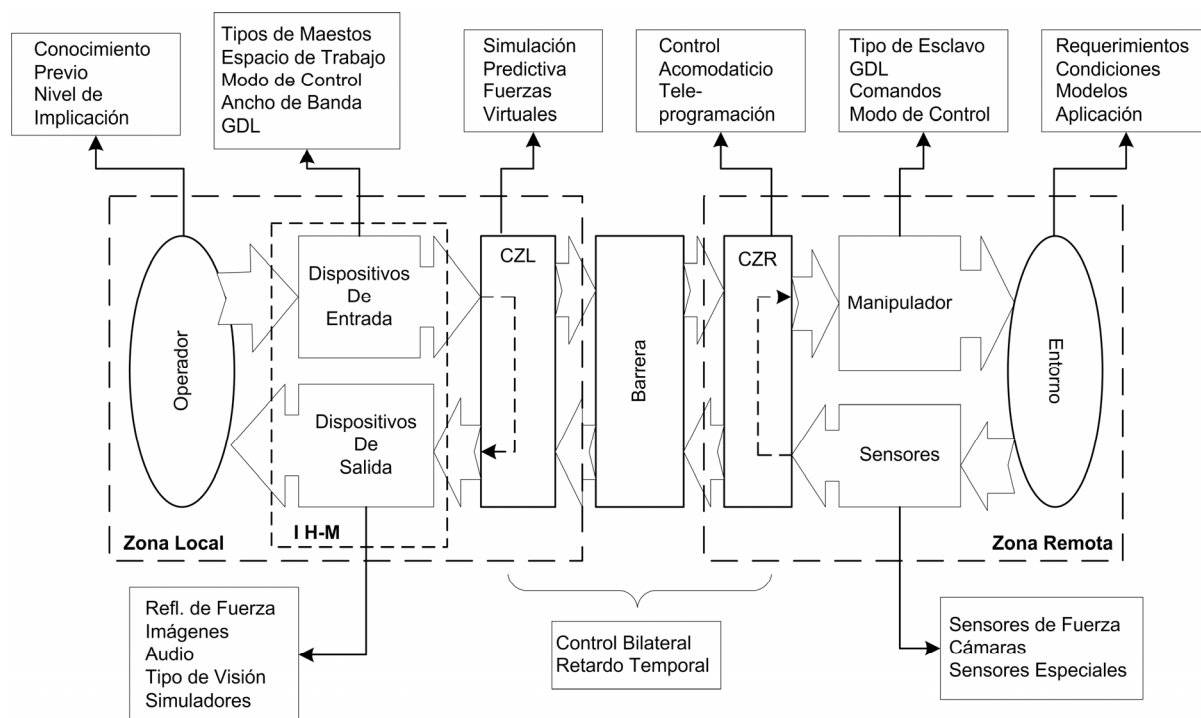 Conocimiento
Previo
Nivel de
Implicación
Tipos de Maestos
Espacio de Trabajo
Modo de Control
Ancho de Banda
GDL
Simulación
Predictiva
Fuerzas
Virtuales
Control
Acomodaticio
Tele-
programación
Tipo de Esclavo
GDL
Comandos
Modo de Control
Requerimientos
Condiciones
Modelos
Aplicación
Operador
Dispositivos
De
Entrada
CZL
Barrera
CZR
Manipulador
Entorno
Dispositivos
De
Salida
Sensores
I H-M
Zona Local
Zona Remota
Refl. de Fuerza
Imágenes
Audio
Tipo de Visión
Simuladores
Control Bilateral
Retardo Temporal
Sensores de Fuerza
Cámaras
Sensores Especiales